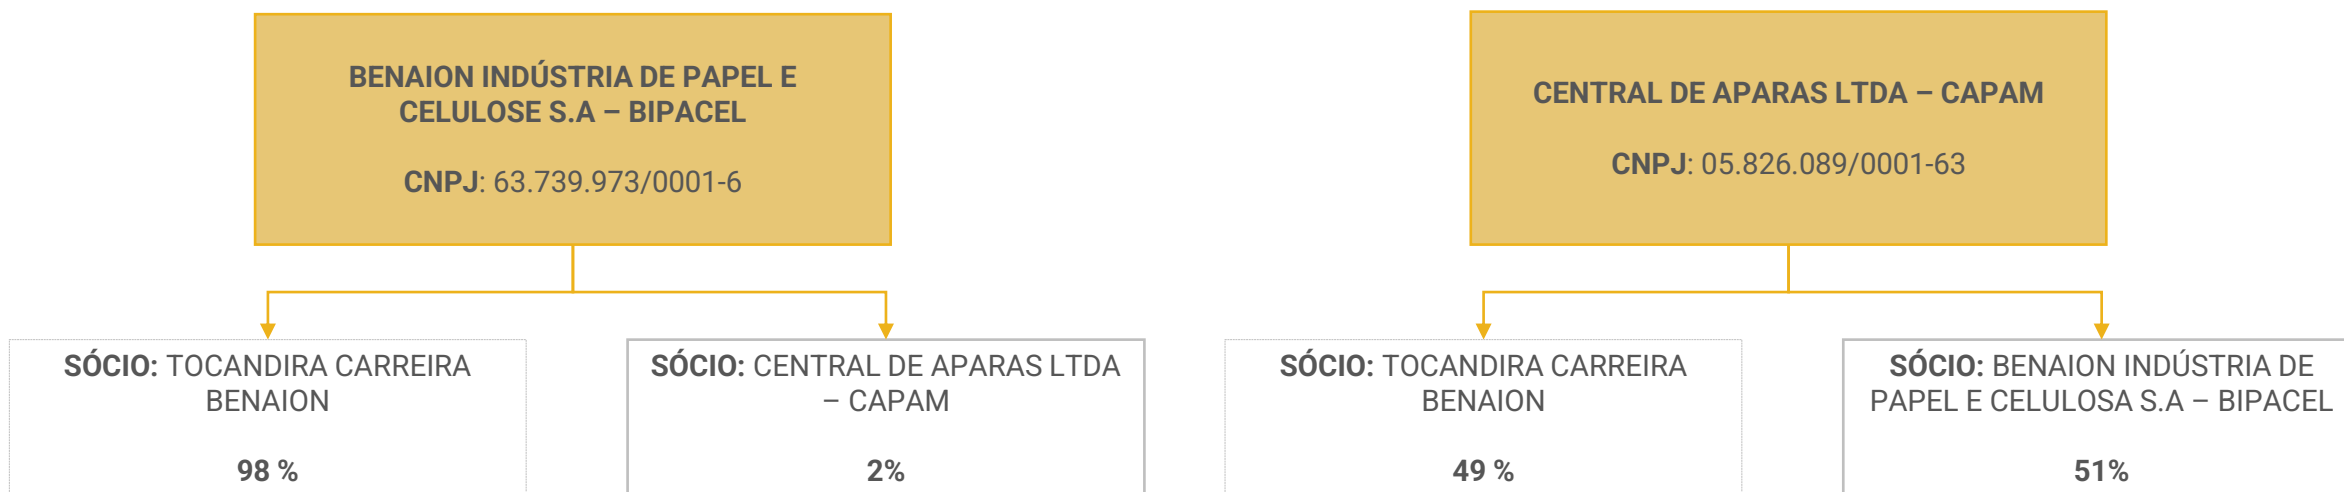 BENAION INDÚSTRIA DE PAPEL E
CELULOSE S.A – BIPACEL
CNPJ: 63.739.973/0001-6
CENTRAL DE APARAS LTDA – CAPAM
CNPJ: 05.826.089/0001-63
SÓCIO: TOCANDIRA CARREIRA
BENAION
98 %
SÓCIO: CENTRAL DE APARAS LTDA
– CAPAM
2%
SÓCIO: TOCANDIRA CARREIRA
BENAION
49 %
SÓCIO: BENAION INDÚSTRIA DE
PAPEL E CELULOSA S.A – BIPACEL
51%